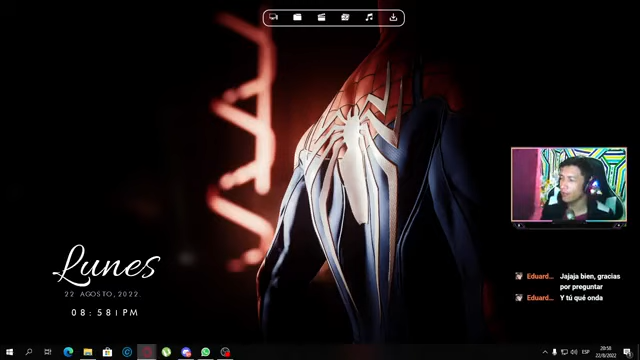 Lunes
22 AGOSTO, 2022.
08:58|PM
Eduard... Jajaja bien, gracias
por preguntar
Eduard... Y tú qué onda
ESP
20:58
22/8/2022